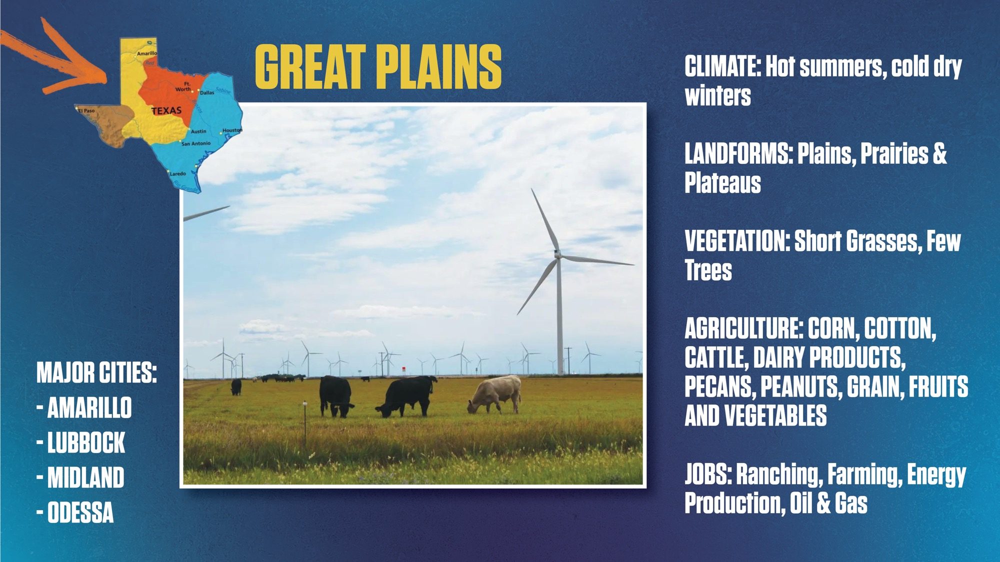 GREAT PLAINS
Amarillo
Red
Ft.
Worth
Dallas
Sabine
Brazos
TEXAS
El Paso
Rio Grande
Austin
Houston
San Antonio
Laredo
Rio Grande
MAJOR CITIES:
- AMARILLO
- LUBBOCK
- MIDLAND
- ODESSA
CLIMATE: Hot summers, cold dry
winters
LANDFORMS: Plains, Prairies &
Plateaus
VEGETATION: Short Grasses, Few
Trees
AGRICULTURE: CORN, COTTON,
CATTLE, DAIRY PRODUCTS,
PECANS, PEANUTS, GRAIN, FRUITS
AND VEGETABLES
JOBS: Ranching, Farming, Energy
Production, Oil & Gas